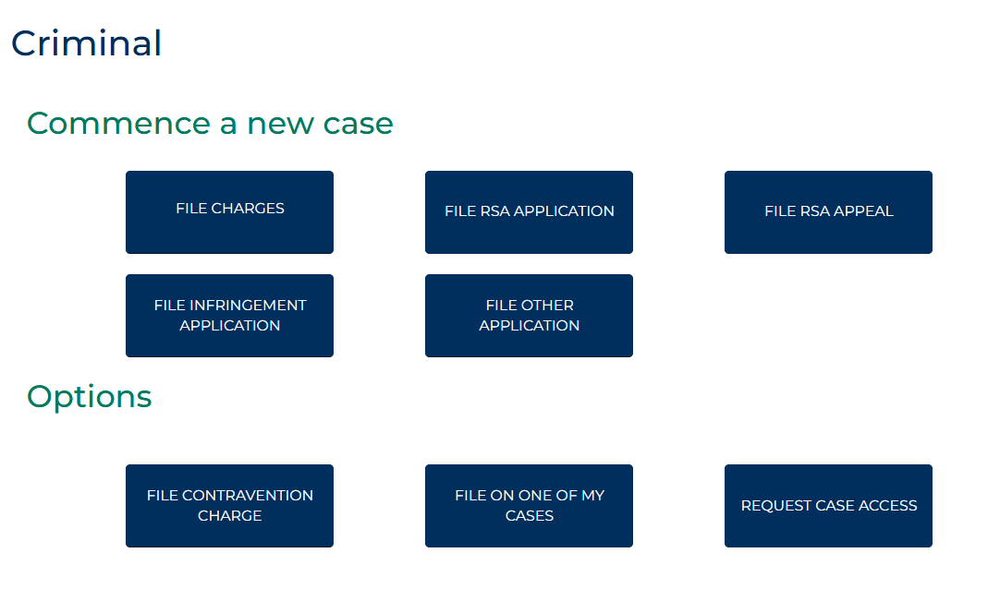 Criminal
Commence a new case
FILE CHARGES
FILE RSA APPLICATION
FILE RSA APPEAL
FILE INFRINGEMENT
APPLICATION
FILE OTHER
APPLICATION
Options
FILE CONTRAVENTION
CHARGE
FILE ON ONE OF MY
CASES
REQUEST CASE ACCESS